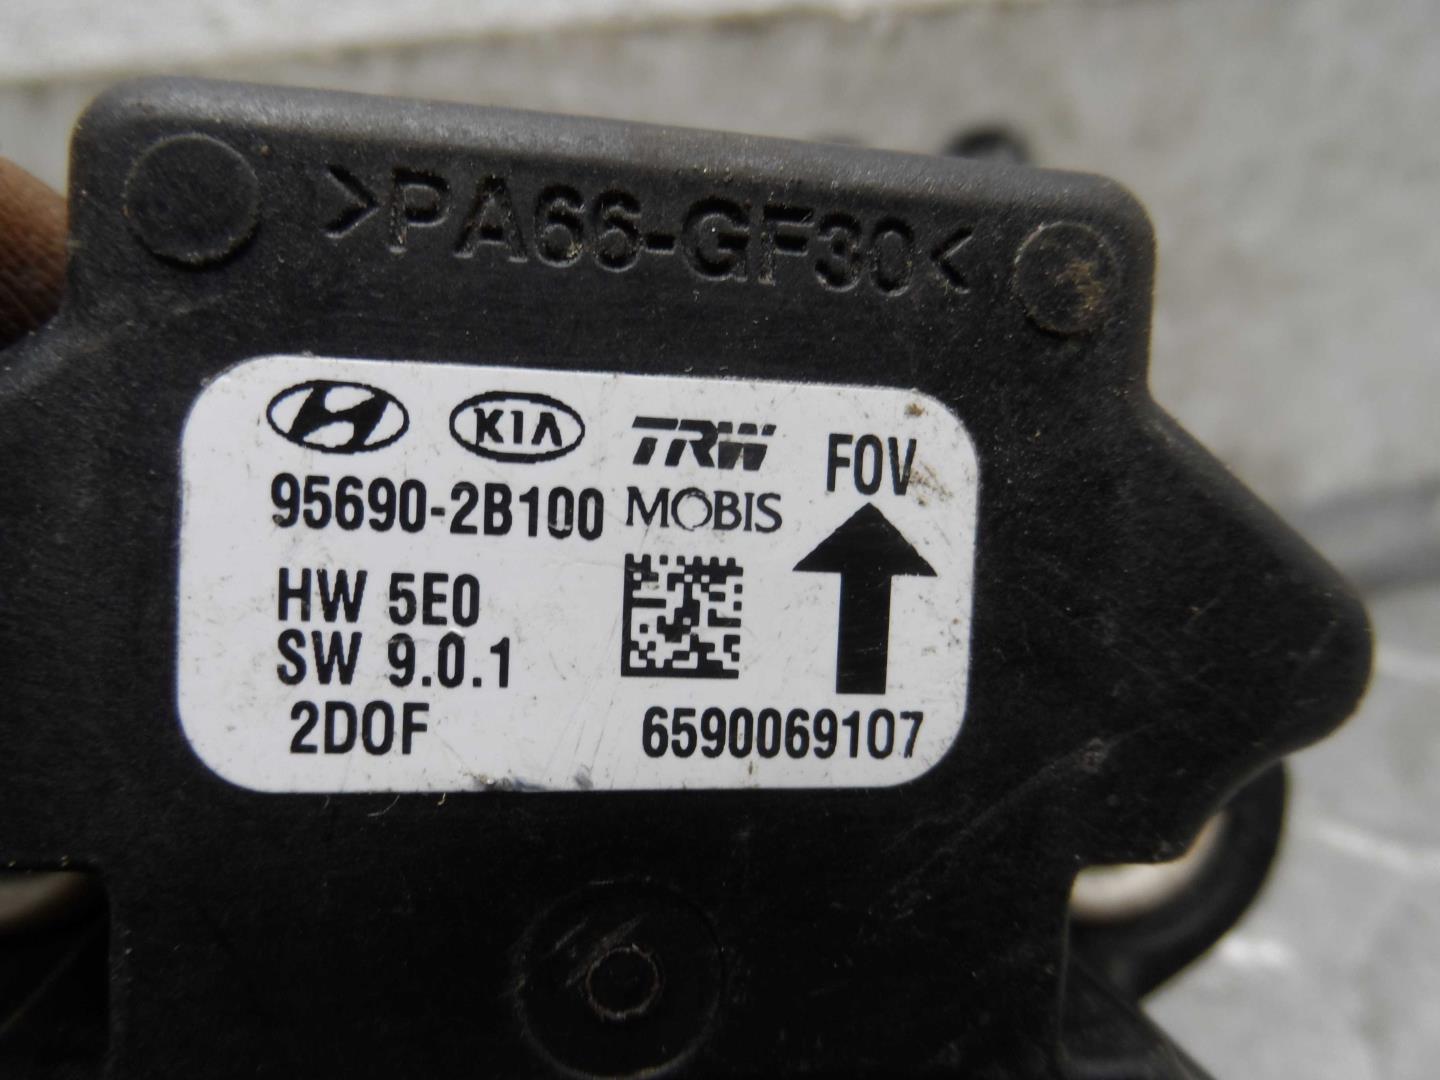 >PA66-GF30<
H KIA TRW FOV
95690-2B100 MOBIS
HW 5E0
SW 9.0.1
2DOF 6590069107